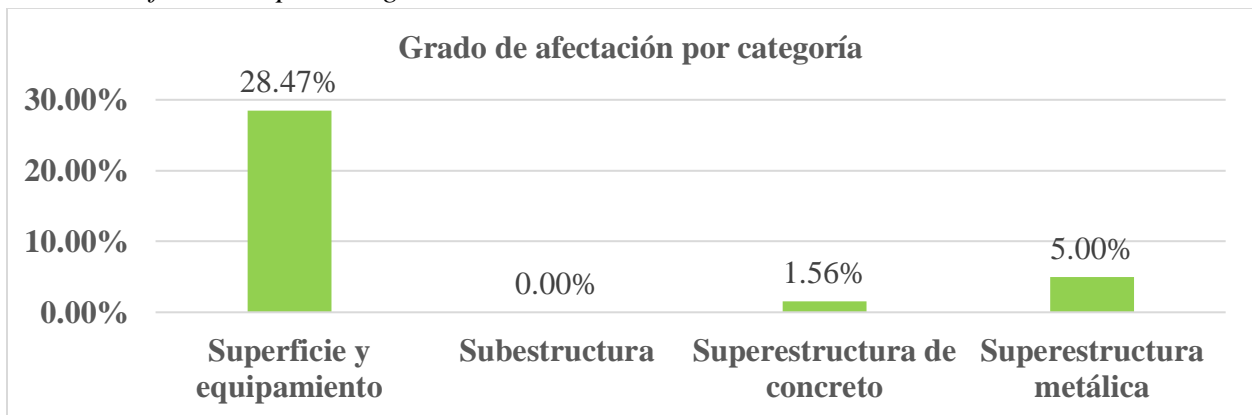 Grado de afectación por categoría
28.47%
30.00%
20.00%
10.00%
0.00%
0.00%
1.56%
5.00%
Superficie y
equipamiento
Subestructura
Superestructura de
concreto
Superestructura
metálica